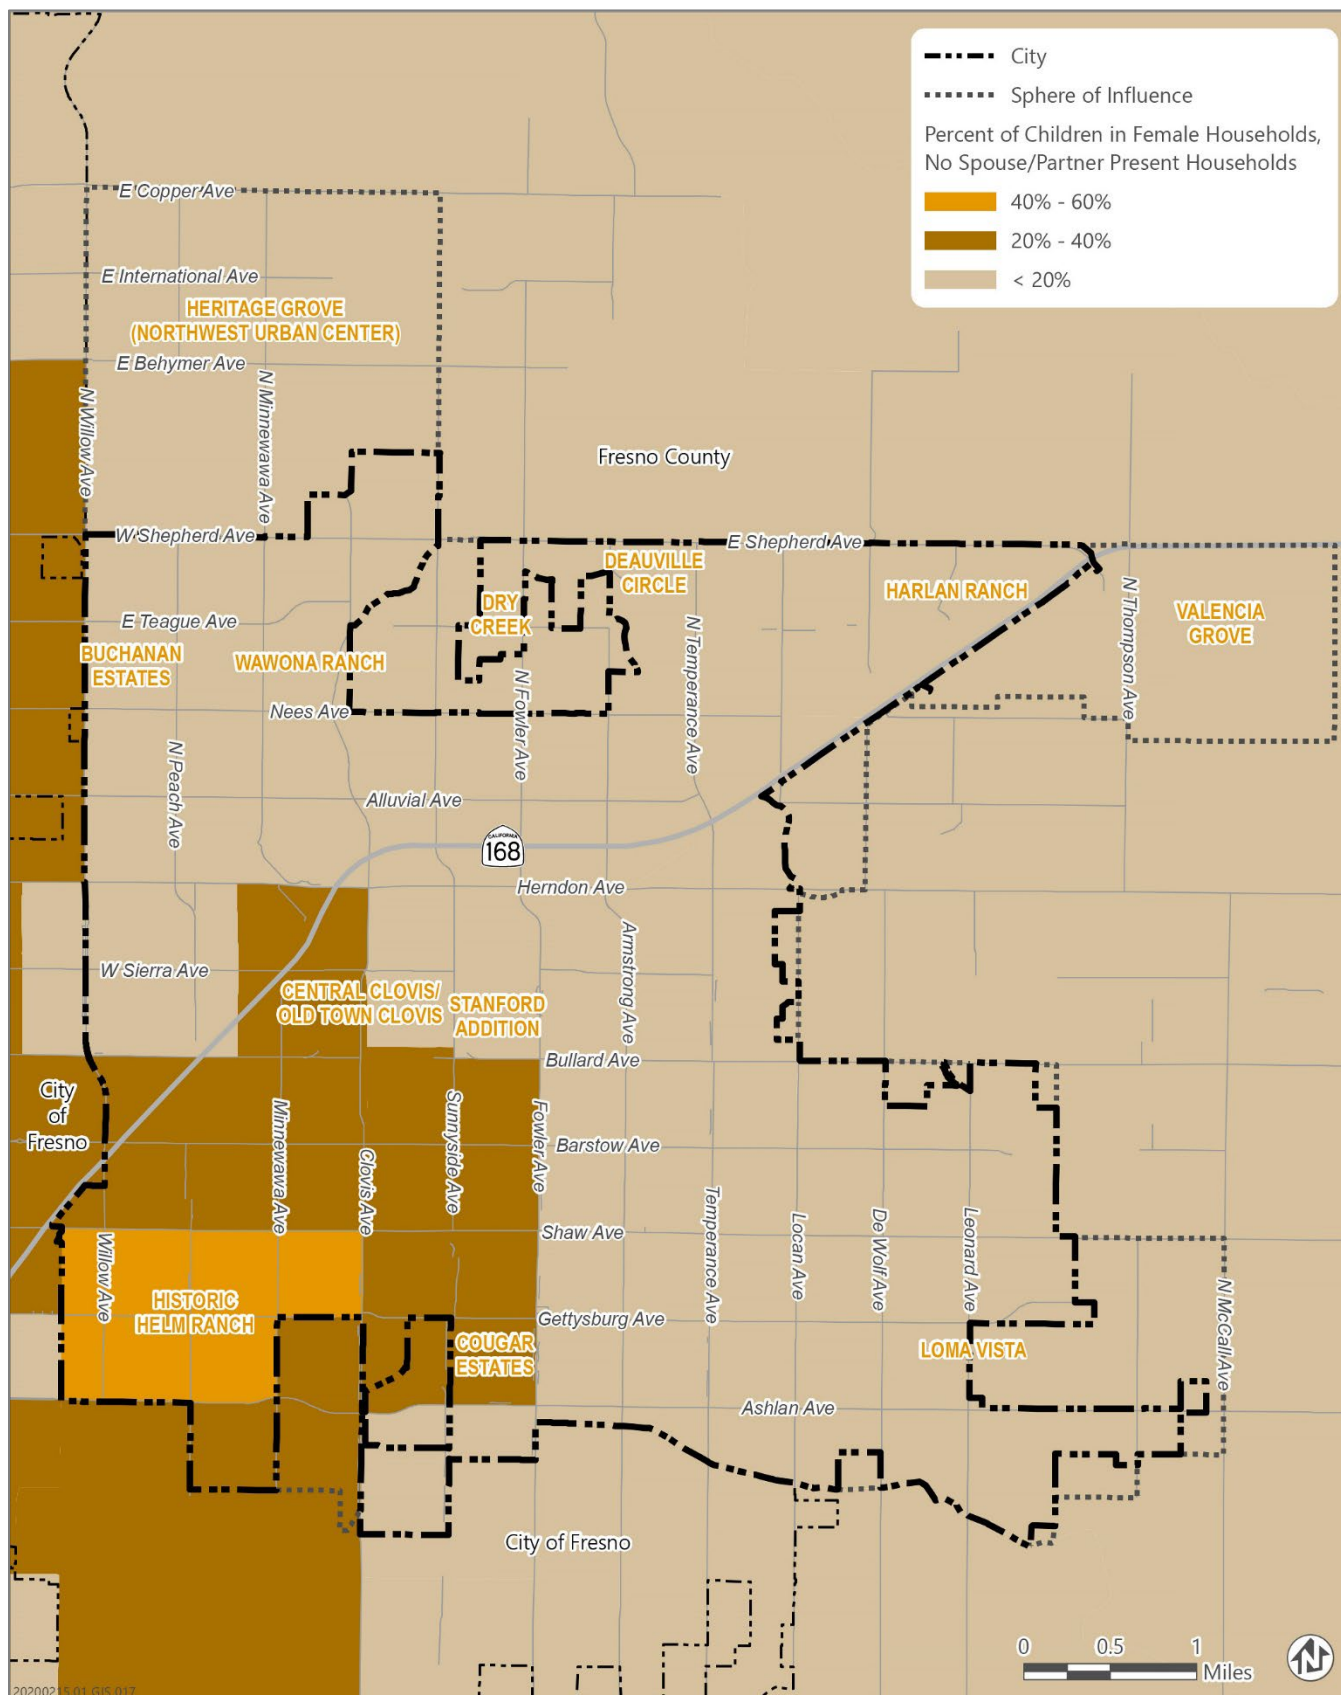 City
Sphere of Influence
Percent of Children in Female Households,
No Spouse/Partner Present Households
40% - 60%
20% - 40%
< 20%
E Copper Ave
E International Ave
HERITAGE GROVE
(NORTHWEST URBAN CENTER)
E Behymer Ave
N Willow Ave
N Minnewawa Ave
Fresno County
W Shepherd Ave
E Shepherd Ave
DEAUVILLE
CIRCLE
HARLAN RANCH
DRY
CREEK
N Thompson Ave
VALENCIA
GROVE
E Teague Ave
BUCHANAN
ESTATES
WAWONA RANCH
N Temperance Ave
N Fowler Ave
Nees Ave
N Peach Ave
Alluvial Ave
CALIFORNIA
168
Herndon Ave
Armstrong Ave
W Sierra Ave
CENTRAL CLOVIS/
OLD TOWN CLOVIS
STANFORD
ADDITION
Bullard Ave
City
of
Fresno
Minnewawa Ave
Clovis Ave
Sunnyside Ave
Fowler Ave
Barstow Ave
Temperance Ave
Locan Ave
De Wolf Ave
Leonard Ave
Shaw Ave
Willow Ave
HISTORIC
HELM RANCH
Gettysburg Ave
COUGAR
ESTATES
LOMA VISTA
N McCall Ave
Ashlan Ave
City of Fresno
0 0.5 1
Miles
N
20200215.01 GIS 017